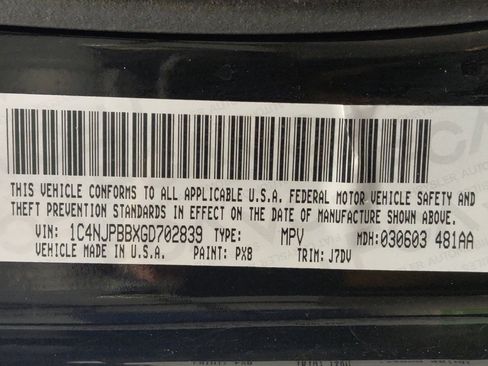 THIS VEHICLE CONFORMS TO ALL APPLICABLE U.S.A. FEDERAL MOTOR VEHICLE SAFETY AND
THEFT PREVENTION STANDARDS IN EFFECT ON THE DATE OF MANUFACTURE SHOWN ABOVE.
VIN: 1C4NJPBBXGD702839 TYPE: MPV MDH: 030603 481AA
VEHICLE MADE IN U.S.A. PAINT: PX8 TRIM: J7DV